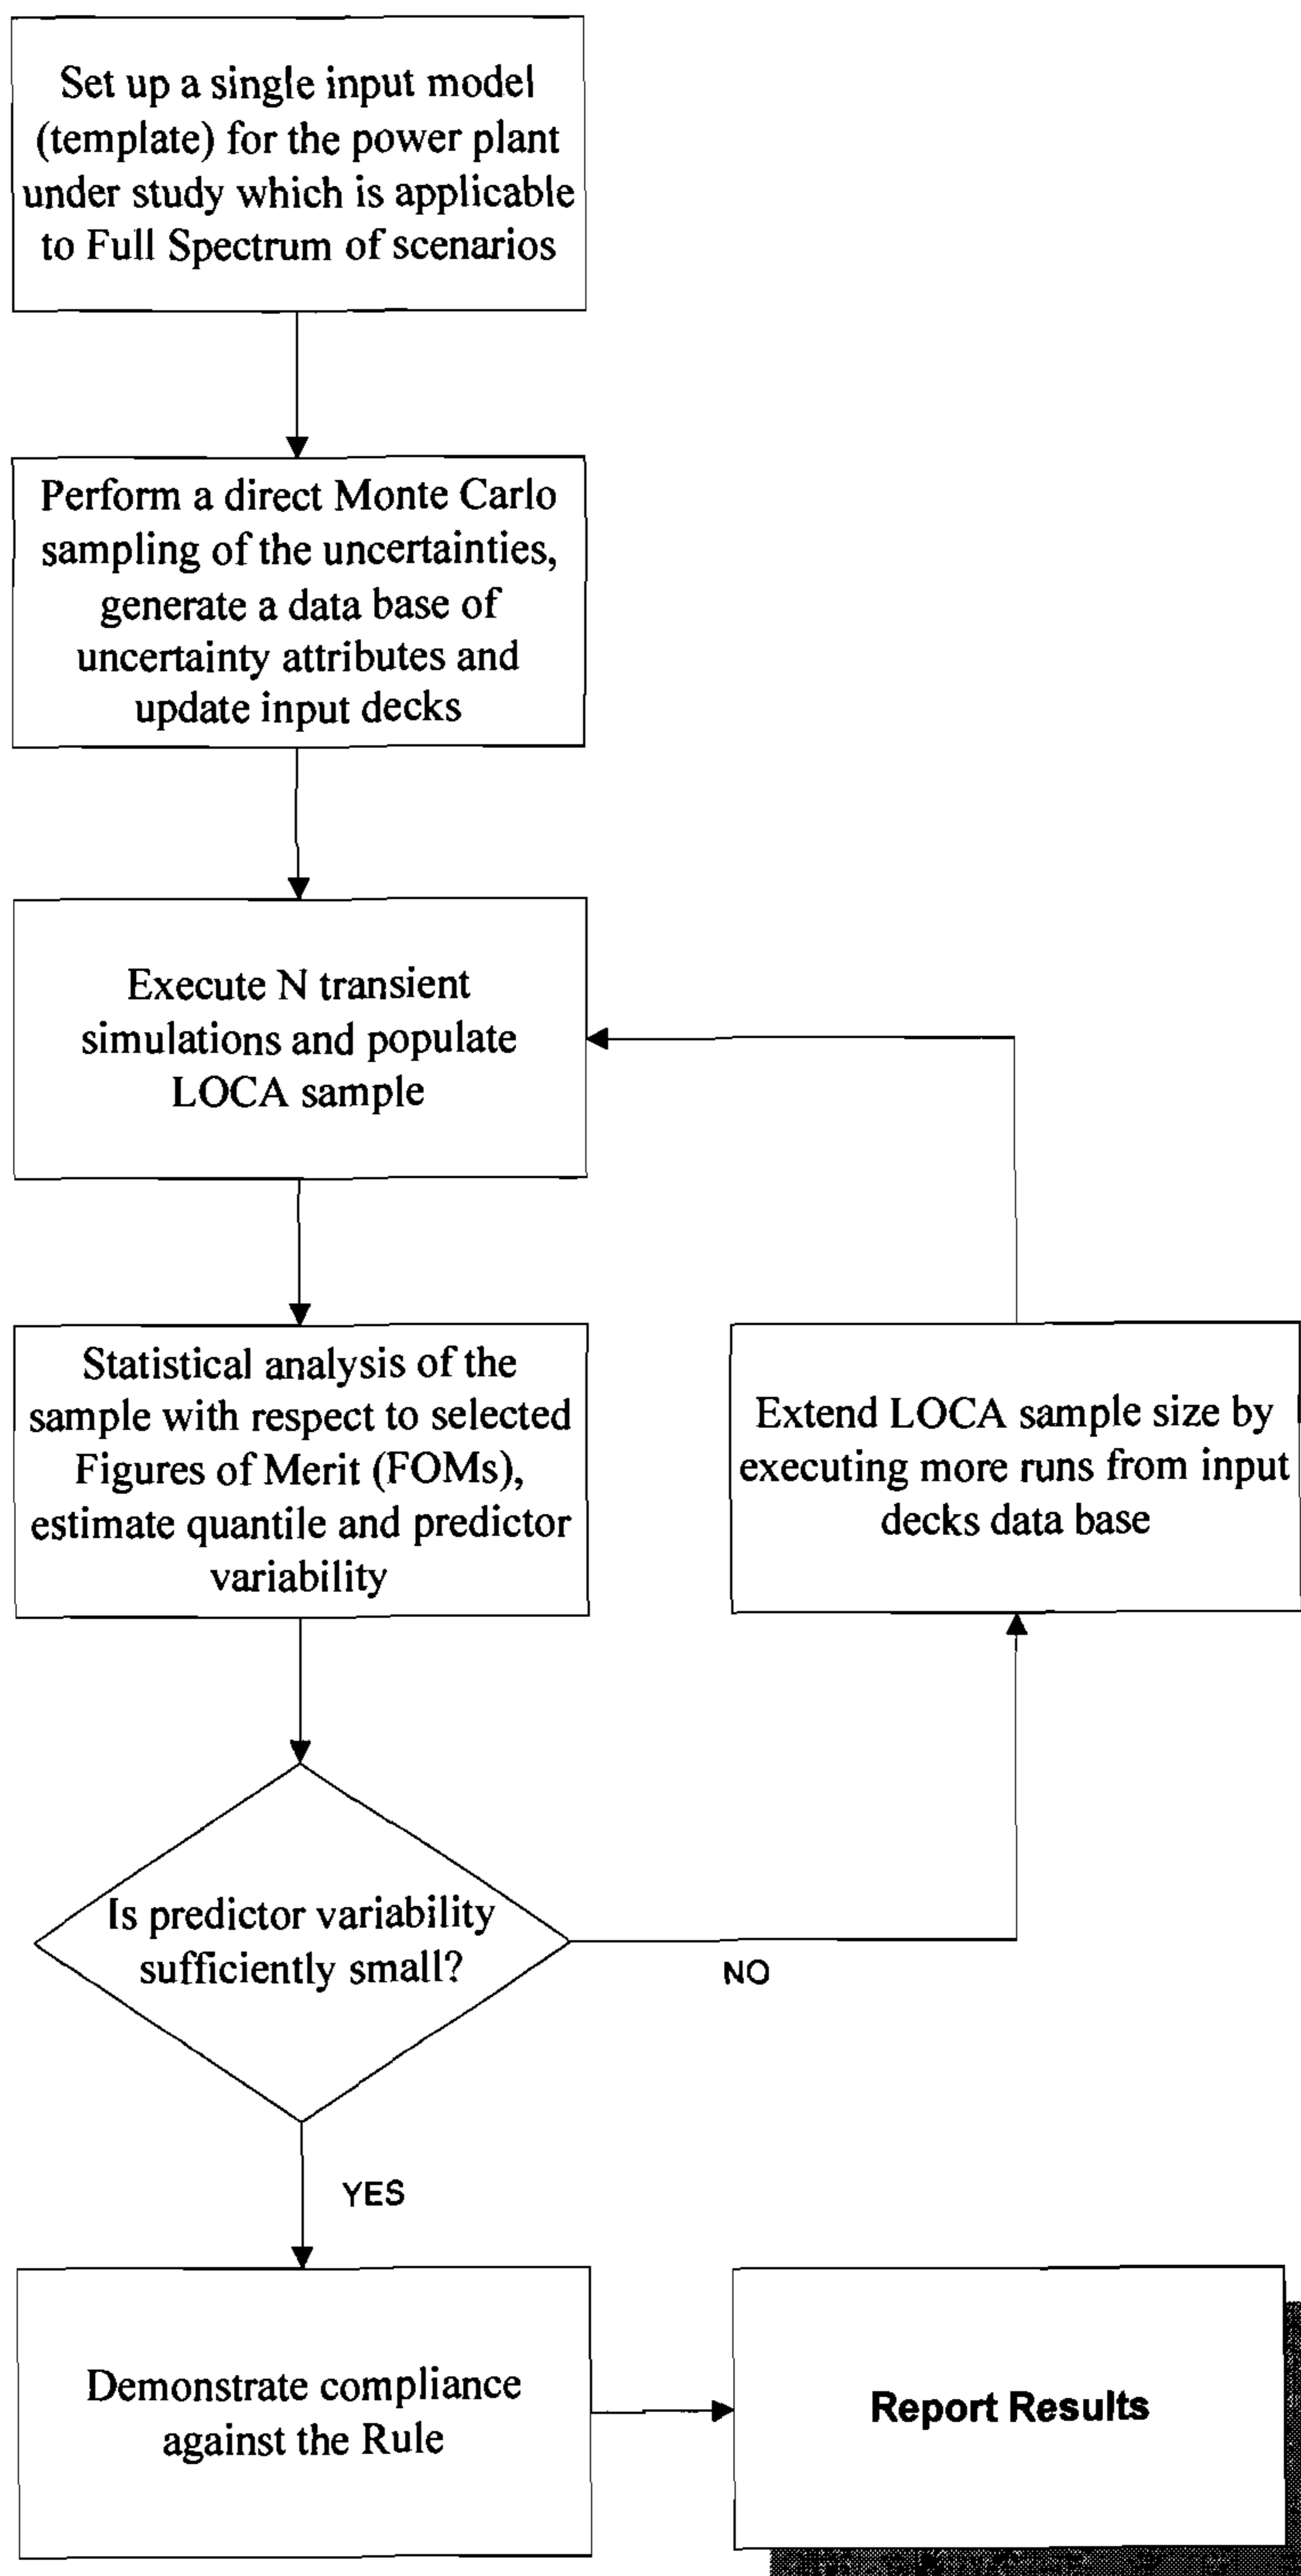 Set up a single input model
(template) for the power plant
under study which is applicable
to Full Spectrum of scenarios
Perform a direct Monte Carlo
sampling of the uncertainties,
generate a data base of
uncertainty attributes and
update input decks
Execute N transient
simulations and populate
LOCA sample
Statistical analysis of the
sample with respect to selected
Figures of Merit (FOMs),
estimate quantile and predictor
variability
Extend LOCA sample size by
executing more runs from input
decks data base
Is predictor variability
sufficiently small?
NO
YES
Demonstrate compliance
against the Rule
Report Results